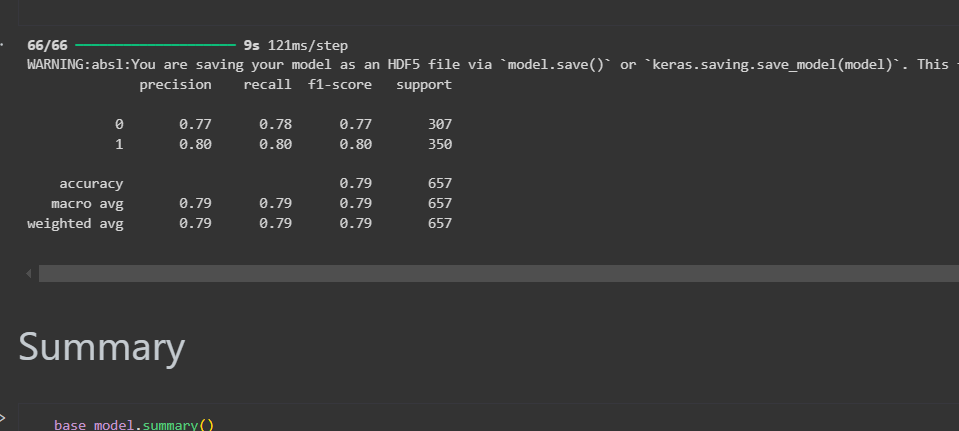 66/66 ━━━━━━━━━━━━━━━━━━━━ 9s 121ms/step
WARNING:absl:You are saving your model as an HDF5 file via `model.save()` or `keras.saving.save_model(model)`. This
precision recall f1-score support
0 0.77 0.78 0.77 307
1 0.80 0.80 0.80 350
accuracy 0.79 657
macro avg 0.79 0.79 0.79 657
weighted avg 0.79 0.79 0.79 657
Summary
base_model.summary()